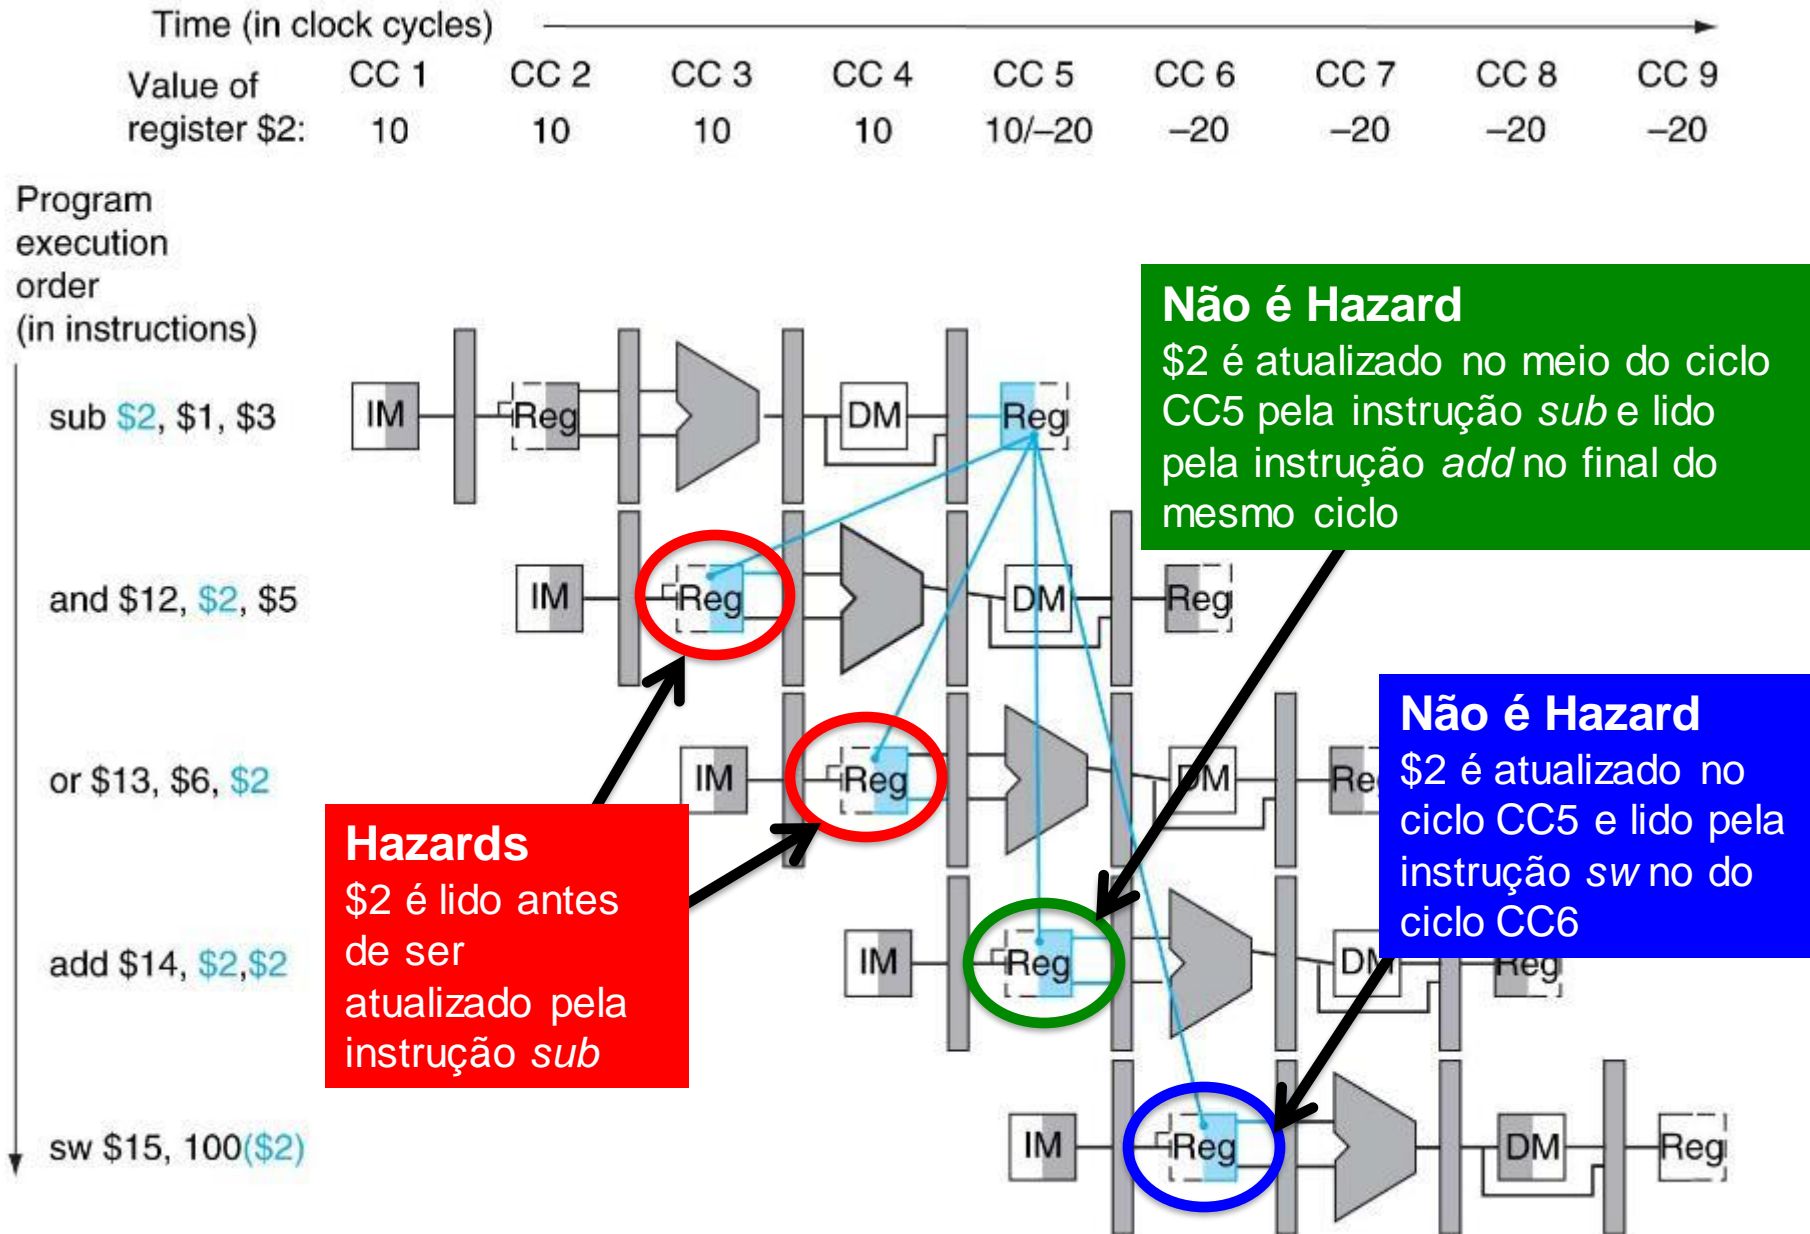 Time (in clock cycles)
Value of register $2:
CC 1 CC 2 CC 3 CC 4 CC 5 CC 6 CC 7 CC 8 CC 9
10 10 10 10 10/–20 –20 –20 –20 –20
Program
execution
order
(in instructions)
sub $2, $1, $3
IM Reg DM Reg
Não é Hazard
$2 é atualizado no meio do ciclo
CC5 pela instrução sub e lido
pela instrução add no final do
mesmo ciclo
and $12, $2, $5
IM Reg DM Reg
or $13, $6, $2
IM Reg DM Reg
Não é Hazard
$2 é atualizado no
ciclo CC5 e lido pela
instrução sw no do
ciclo CC6
Hazards
$2 é lido antes
de ser
atualizado pela
instrução sub
add $14, $2,$2
IM Reg DM Reg
sw $15, 100($2)
IM Reg DM Reg